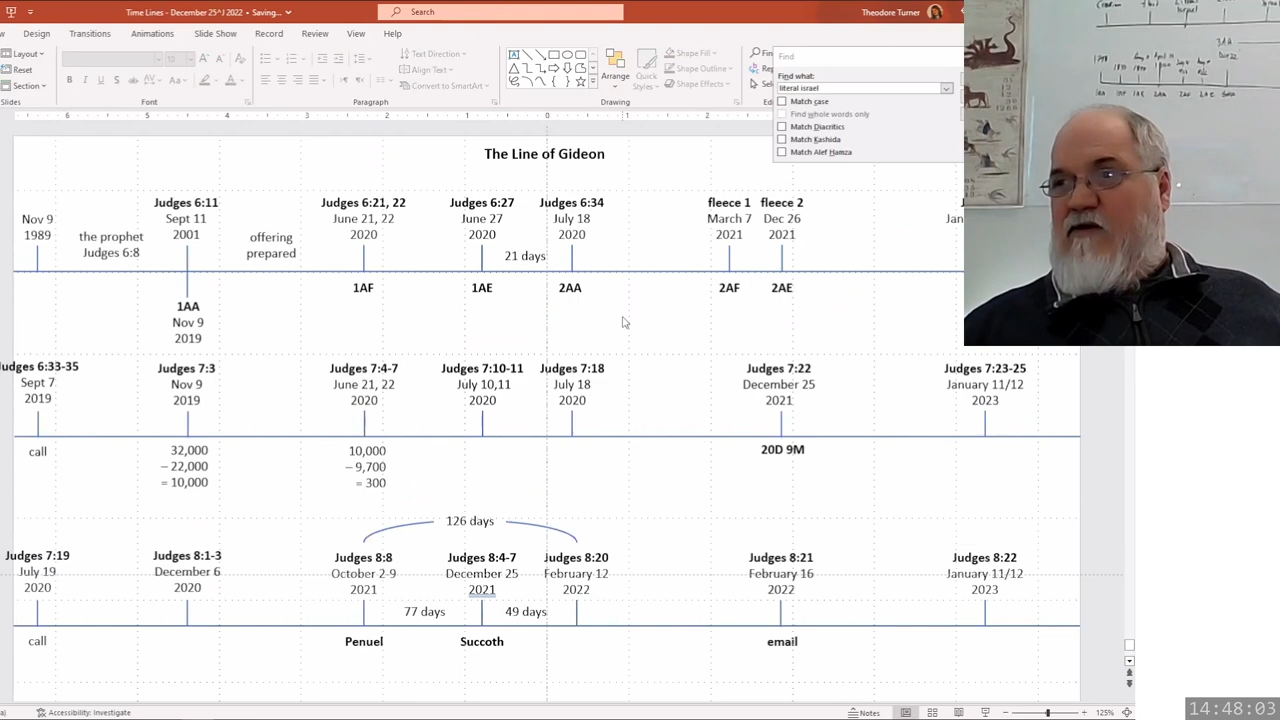 Time Lines - December 25^J 2022 - Saving...
Search
Theodore Turner
Design Transitions Animations Slide Show Record Review View Help
Layout
Reset
Section
Slides
Font
Paragraph
Text Direction
Align Text
Convert to SmartArt
Arrange
Quick Styles
Shape Fill
Shape Outline
Shape Effects
Drawing
Find
Find what:
literal israel
Match case
Find whole words only
Match Diacritics
Match Kashida
Match Alef Hamza
The Line of Gideon
Nov 9
1989
the prophet
Judges 6:8
Judges 6:11
Sept 11
2001
offering
prepared
Judges 6:21, 22
June 21, 22
2020
Judges 6:27
June 27
2020
21 days
Judges 6:34
July 18
2020
fleece 1
March 7
2021
fleece 2
Dec 26
2021
1AA
Nov 9
2019
1AF
1AE
2AA
2AF
2AE
Judges 6:33-35
Sept 7
2019
Judges 7:3
Nov 9
2019
Judges 7:4-7
June 21, 22
2020
Judges 7:10-11
July 10,11
2020
Judges 7:18
July 18
2020
Judges 7:22
December 25
2021
Judges 7:23-25
January 11/12
2023
call
32,000
– 22,000
= 10,000
10,000
– 9,700
= 300
20D 9M
126 days
Judges 7:19
July 19
2020
Judges 8:1-3
December 6
2020
Judges 8:8
October 2-9
2021
77 days
Judges 8:4-7
December 25
2021
49 days
Judges 8:20
February 12
2022
Judges 8:21
February 16
2022
Judges 8:22
January 11/12
2023
call
Penuel
Succoth
email
Accessibility: Investigate
Notes
125%
14:48:03